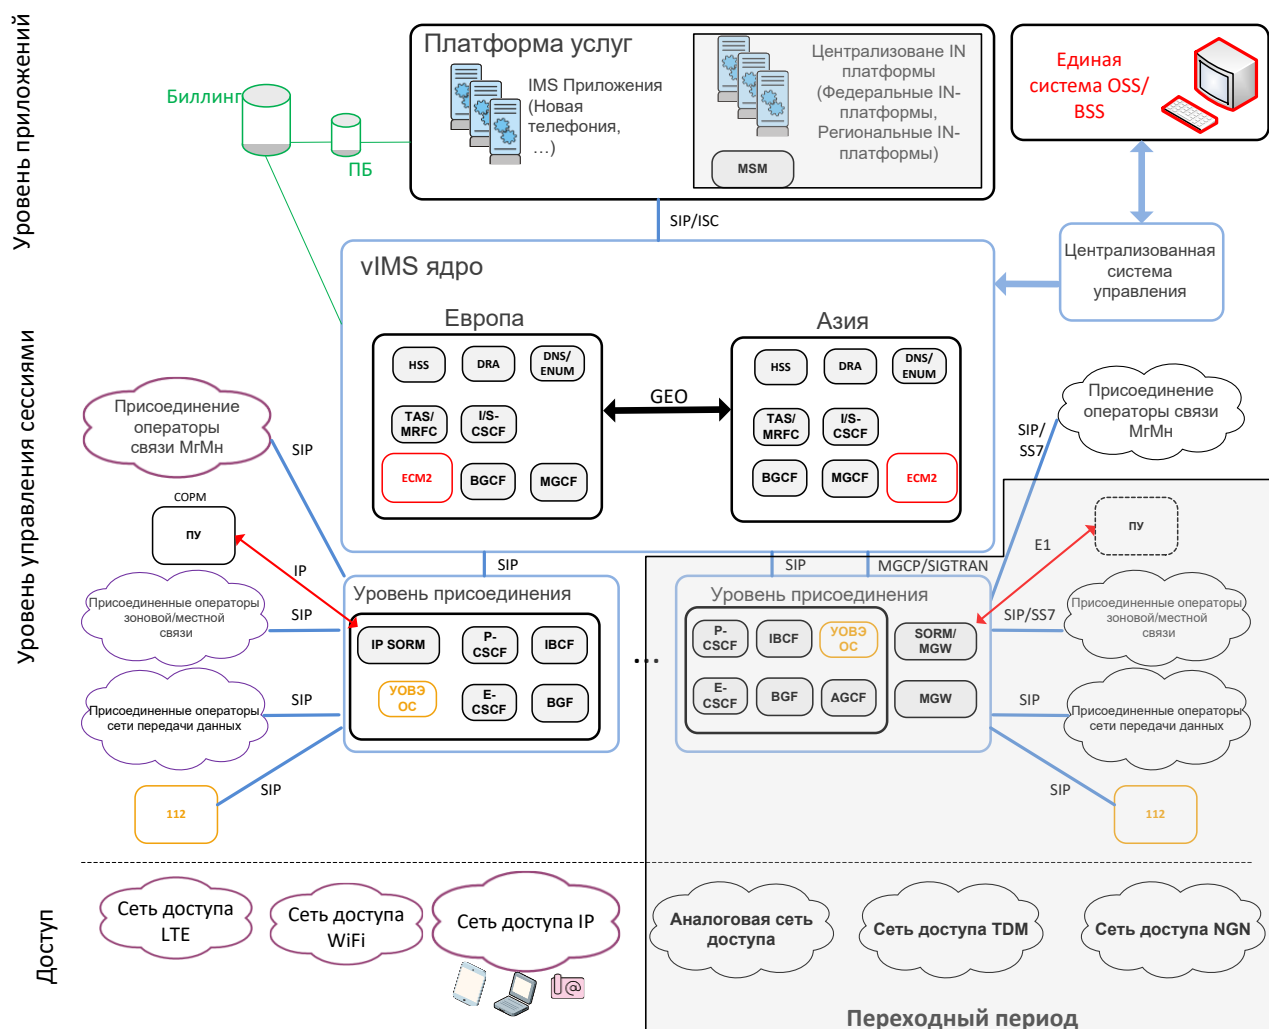 Уровень приложений
Платформа услуг
IMS Приложения
(Новая
телефония,
…)
Централизоване IN
платформы
(Федеральные IN-
платформы,
Региональные IN-
платформы)
MSM
Единая
система OSS/
BSS
Биллинг
ПБ
SIP/ISC
Централизованная
система
управления
Уровень управления сессиями
vIMS ядро
Европа
HSS
DRA
DNS/
ENUM
TAS/
MRFC
I/S-
CSCF
ECM2
BGCF
MGCF
GEO
Азия
HSS
DRA
DNS/
ENUM
TAS/
MRFC
I/S-
CSCF
BGCF
MGCF
ECM2
Присоединение
операторы
связи МгМн
SIP
Присоединение
операторы связи
МгМн
SIP/
SS7
СОРМ
ПУ
IP
SIP
SIP
MGCP/SIGTRAN
E1
ПУ
Присоединенные операторы
зоновой/местной
связи
SIP
Уровень присоединения
IP SORM
P-
CSCF
IBCF
УОВЭ
ОС
E-
CSCF
BGF
...
Уровень присоединения
P-
CSCF
IBCF
УОВЭ
ОС
SORM/
MGW
E-
CSCF
BGF
AGCF
MGW
SIP/SS7
Присоединенные операторы
зоновой/местной
связи
Присоединенные операторы
сети передачи данных
SIP
SIP
Присоединенные операторы
сети передачи данных
112
SIP
SIP
112
Доступ
Сеть доступа
LTE
Сеть доступа
WiFi
Сеть доступа IP
@
Аналоговая сеть
доступа
Сеть доступа TDM
Сеть доступа NGN
Переходный период